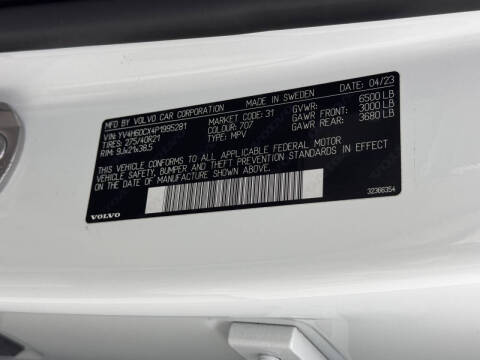 MFD BY VOLVO CAR CORPORATION MADE IN SWEDEN DATE: 04/23
VIN: YV4H60CX4P1995281 MARKET CODE: 31 GVWR: 6500 LB
TIRES: 275/40R21 COLOUR: 707 GAWR FRONT: 3000 LB
RIM: 9Jx21x38.5 TYPE: MPV GAWR REAR: 3680 LB
THIS VEHICLE CONFORMS TO ALL APPLICABLE FEDERAL MOTOR
VEHICLE SAFETY, BUMPER, AND THEFT PREVENTION STANDARDS IN EFFECT ON
THE DATE OF MANUFACTURE SHOWN ABOVE.
VOLVO 32366354